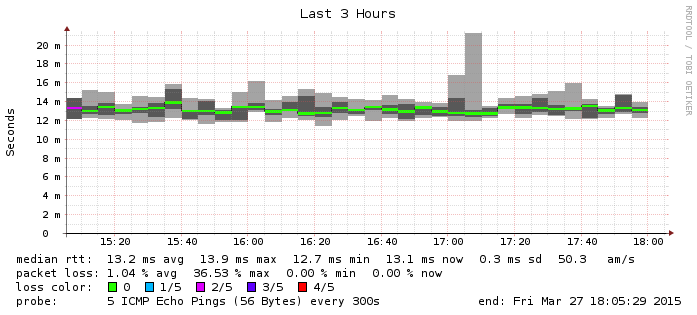 Last 3 Hours
RRDTOOL / TOBI OETIKER
Seconds
20 m
18 m
16 m
14 m
12 m
10 m
8 m
6 m
4 m
2 m
0
15:20 15:40 16:00 16:20 16:40 17:00 17:20 17:40 18:00
median rtt: 13.2 ms avg 13.9 ms max 12.7 ms min 13.1 ms now 0.3 ms sd 50.3 am/s
packet loss: 1.04 % avg 36.53 % max 0.00 % min 0.00 % now
loss color: 0 1/5 2/5 3/5 4/5
probe: 5 ICMP Echo Pings (56 Bytes) every 300s end: Fri Mar 27 18:05:29 2015